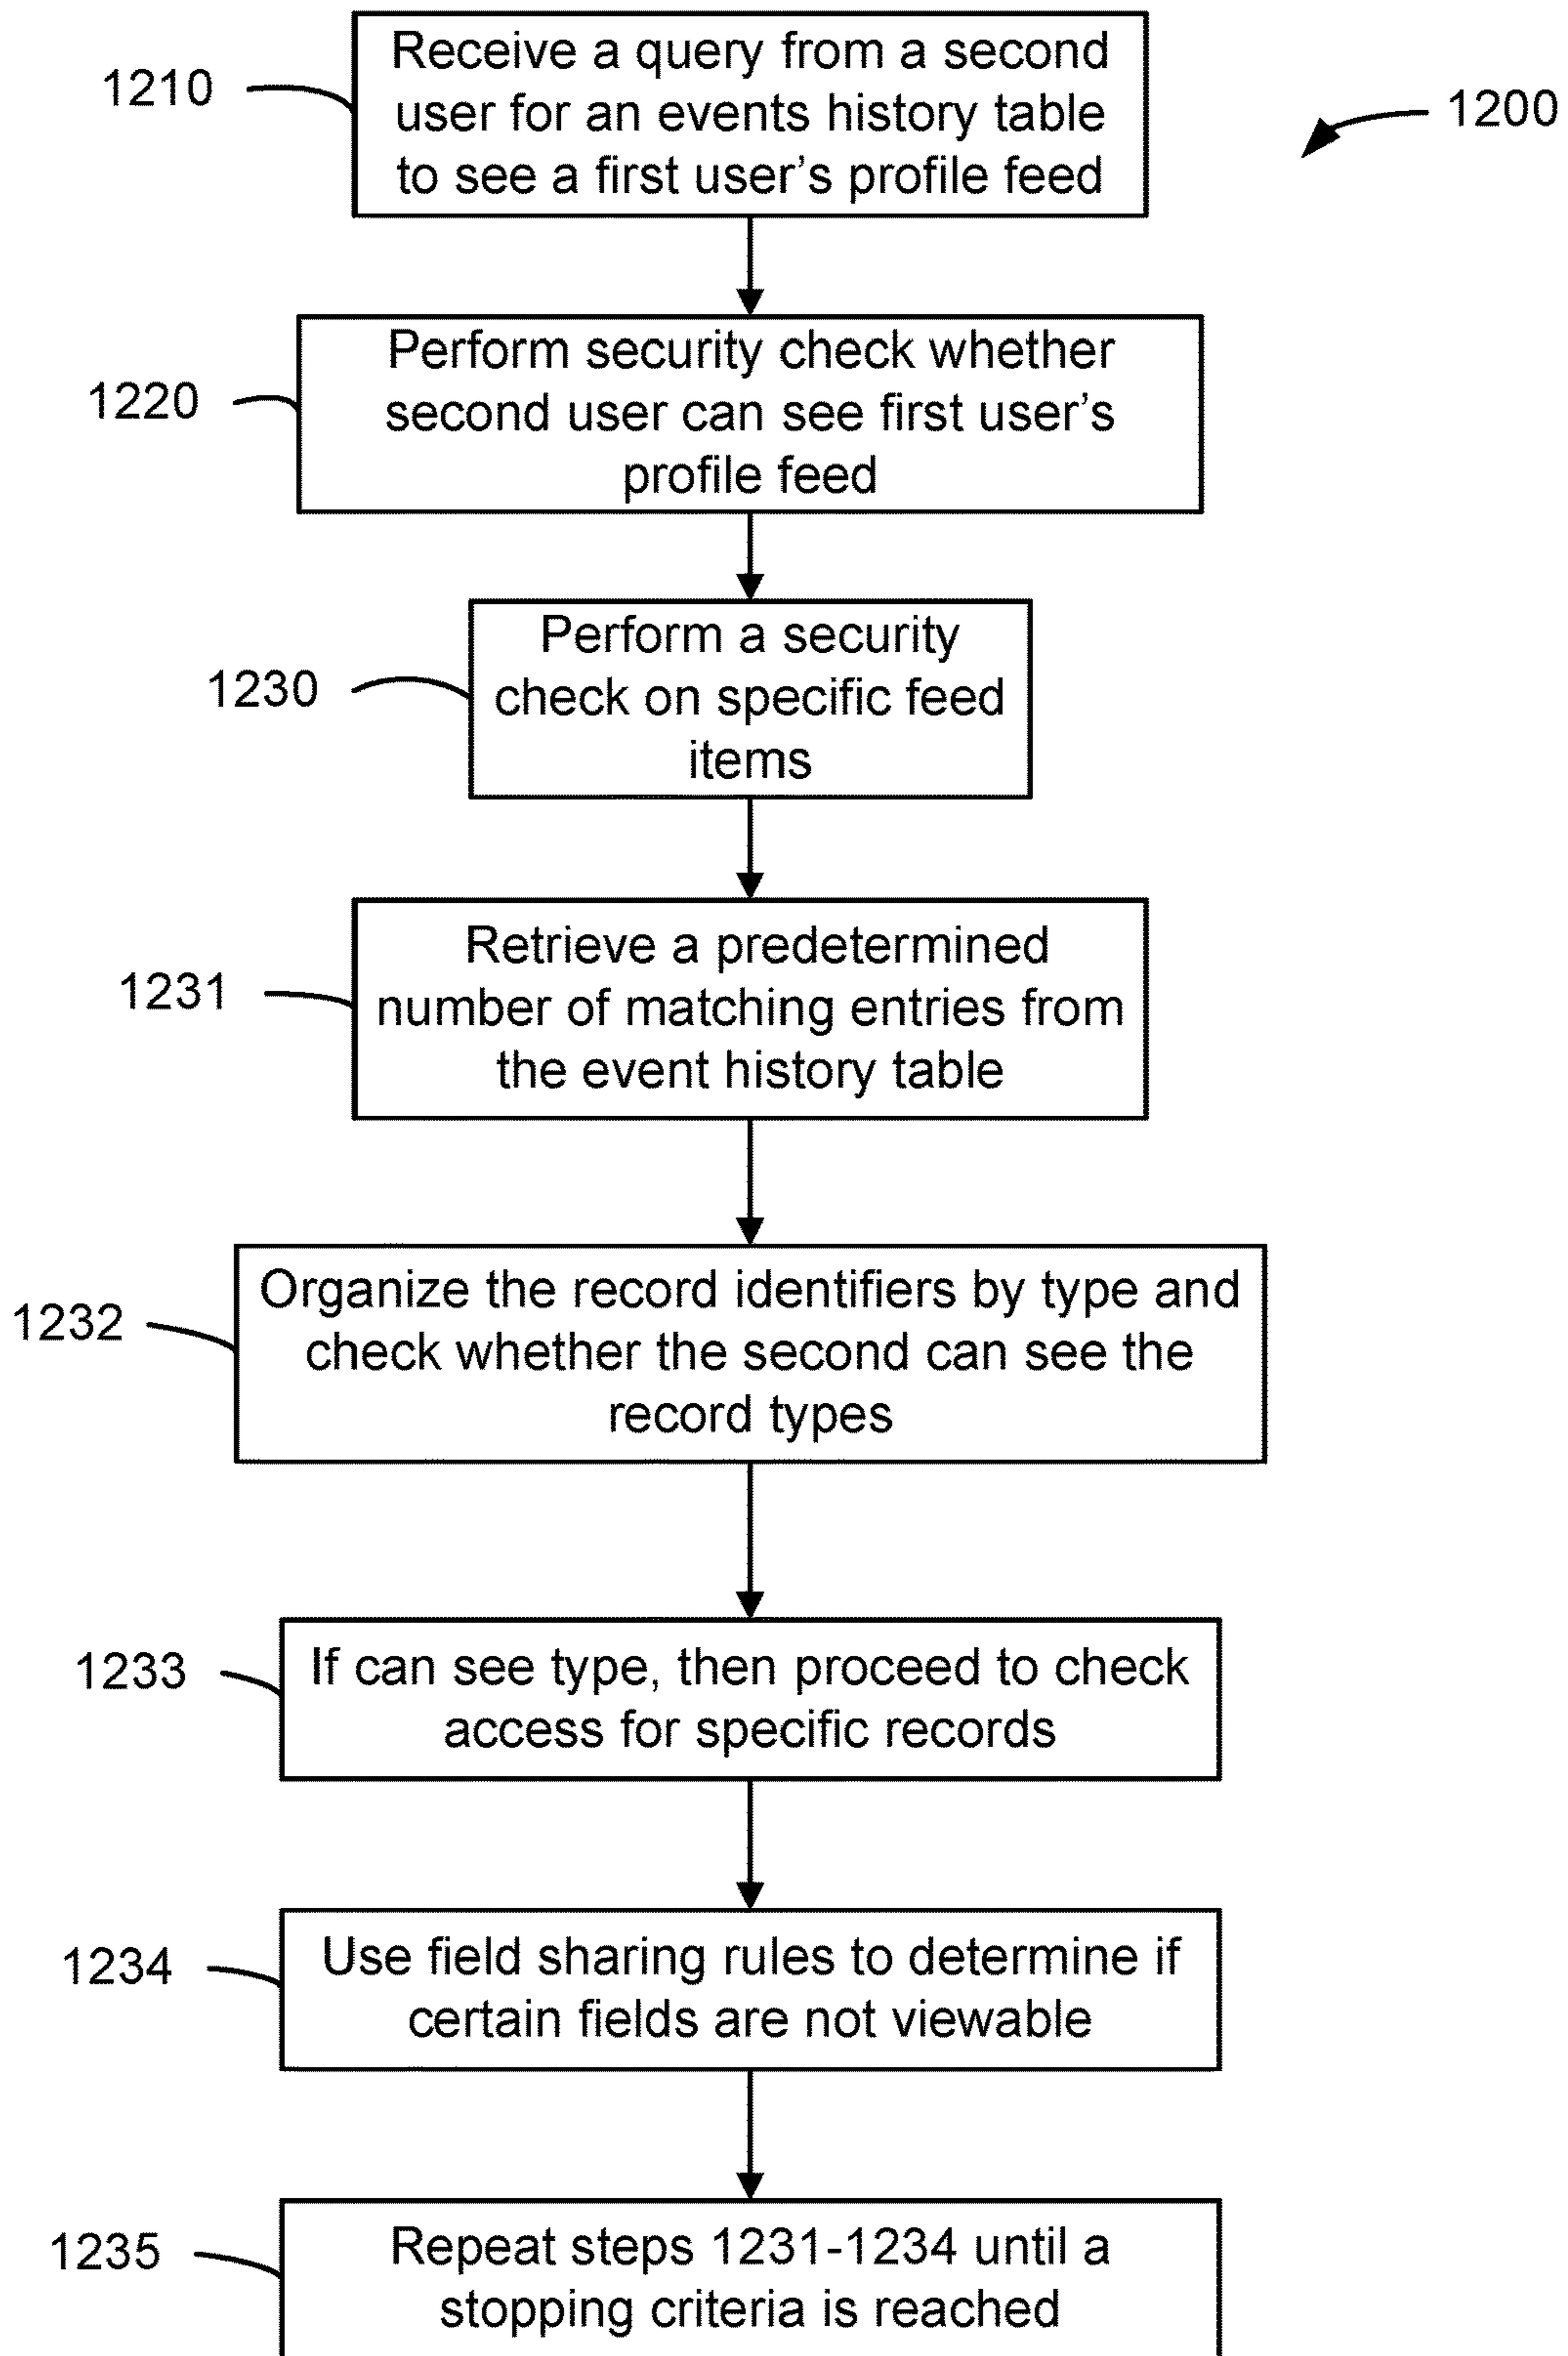 1210
Receive a query from a second
user for an events history table
to see a first user's profile feed
1200
1220
Perform security check whether
second user can see first user's
profile feed
1230
Perform a security
check on specific feed
items
1231
Retrieve a predetermined
number of matching entries from
the event history table
1232
Organize the record identifiers by type and
check whether the second can see the
record types
1233
If can see type, then proceed to check
access for specific records
1234
Use field sharing rules to determine if
certain fields are not viewable
1235
Repeat steps 1231-1234 until a
stopping criteria is reached